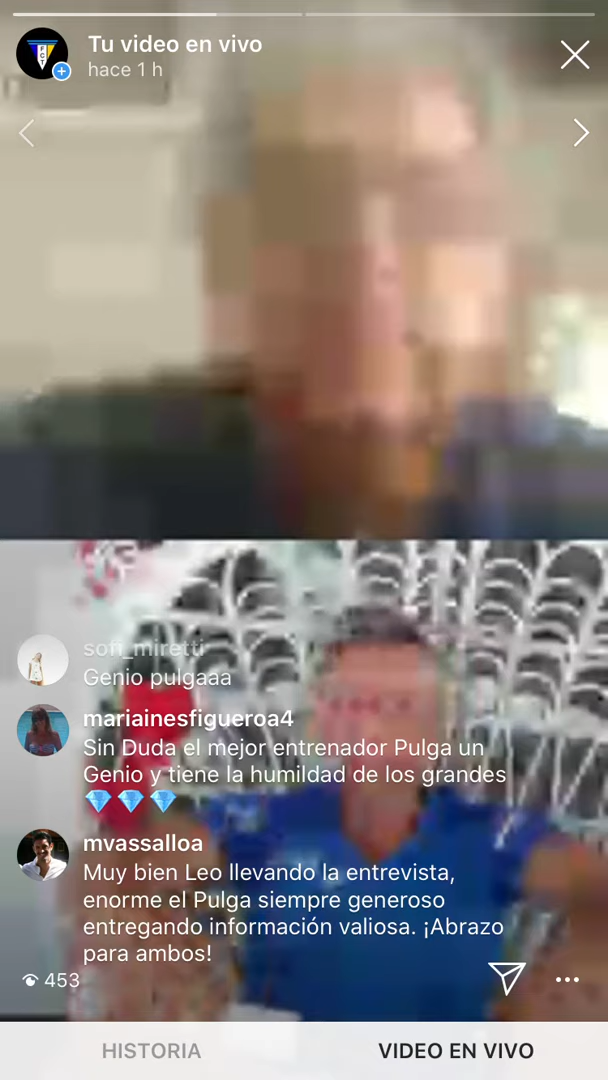 Tu video en vivo
hace 1 h
sofi_miretti
Genio pulgaaa
mariainesfigueroa4
Sin Duda el mejor entrenador Pulga un
Genio y tiene la humildad de los grandes
💎💎💎
mvassalloa
Muy bien Leo llevando la entrevista,
enorme el Pulga siempre generoso
entregando información valiosa. ¡Abrazo
para ambos!
453
HISTORIA
VIDEO EN VIVO